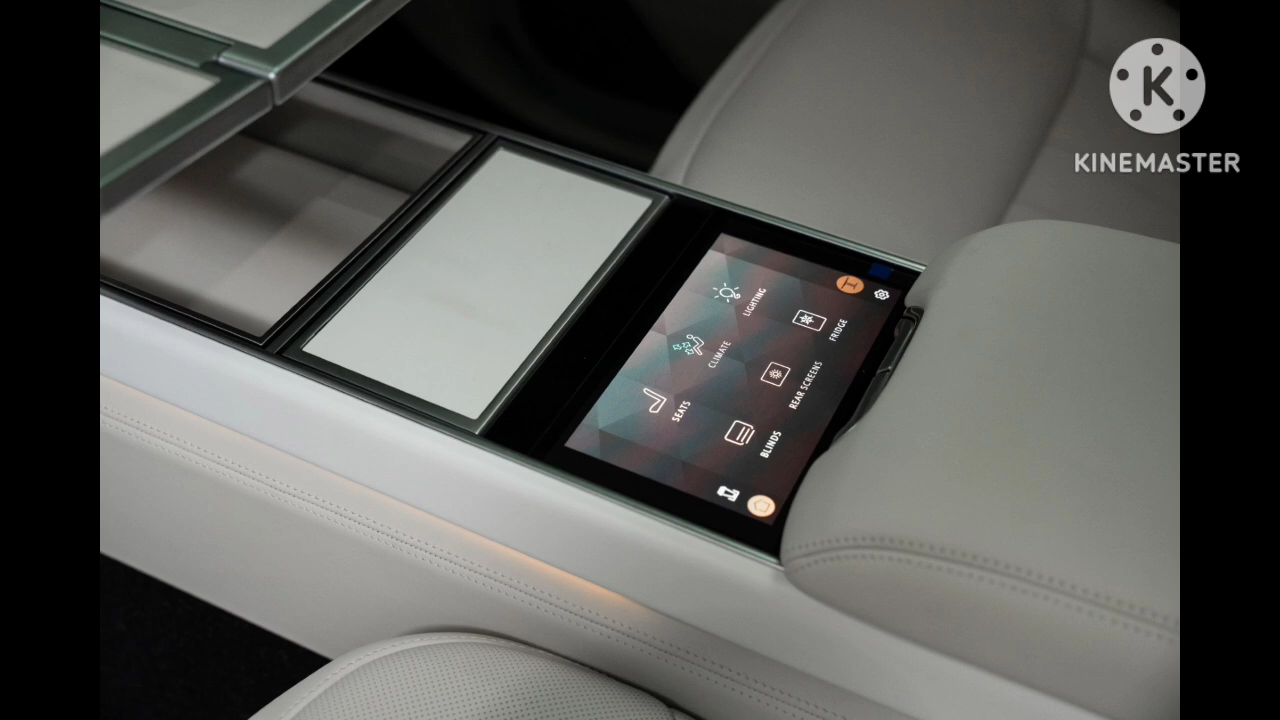 K
KINEMASTER
LIGHTING
CLIMATE
SEATS
FRIDGE
REAR SCREENS
BLINDS